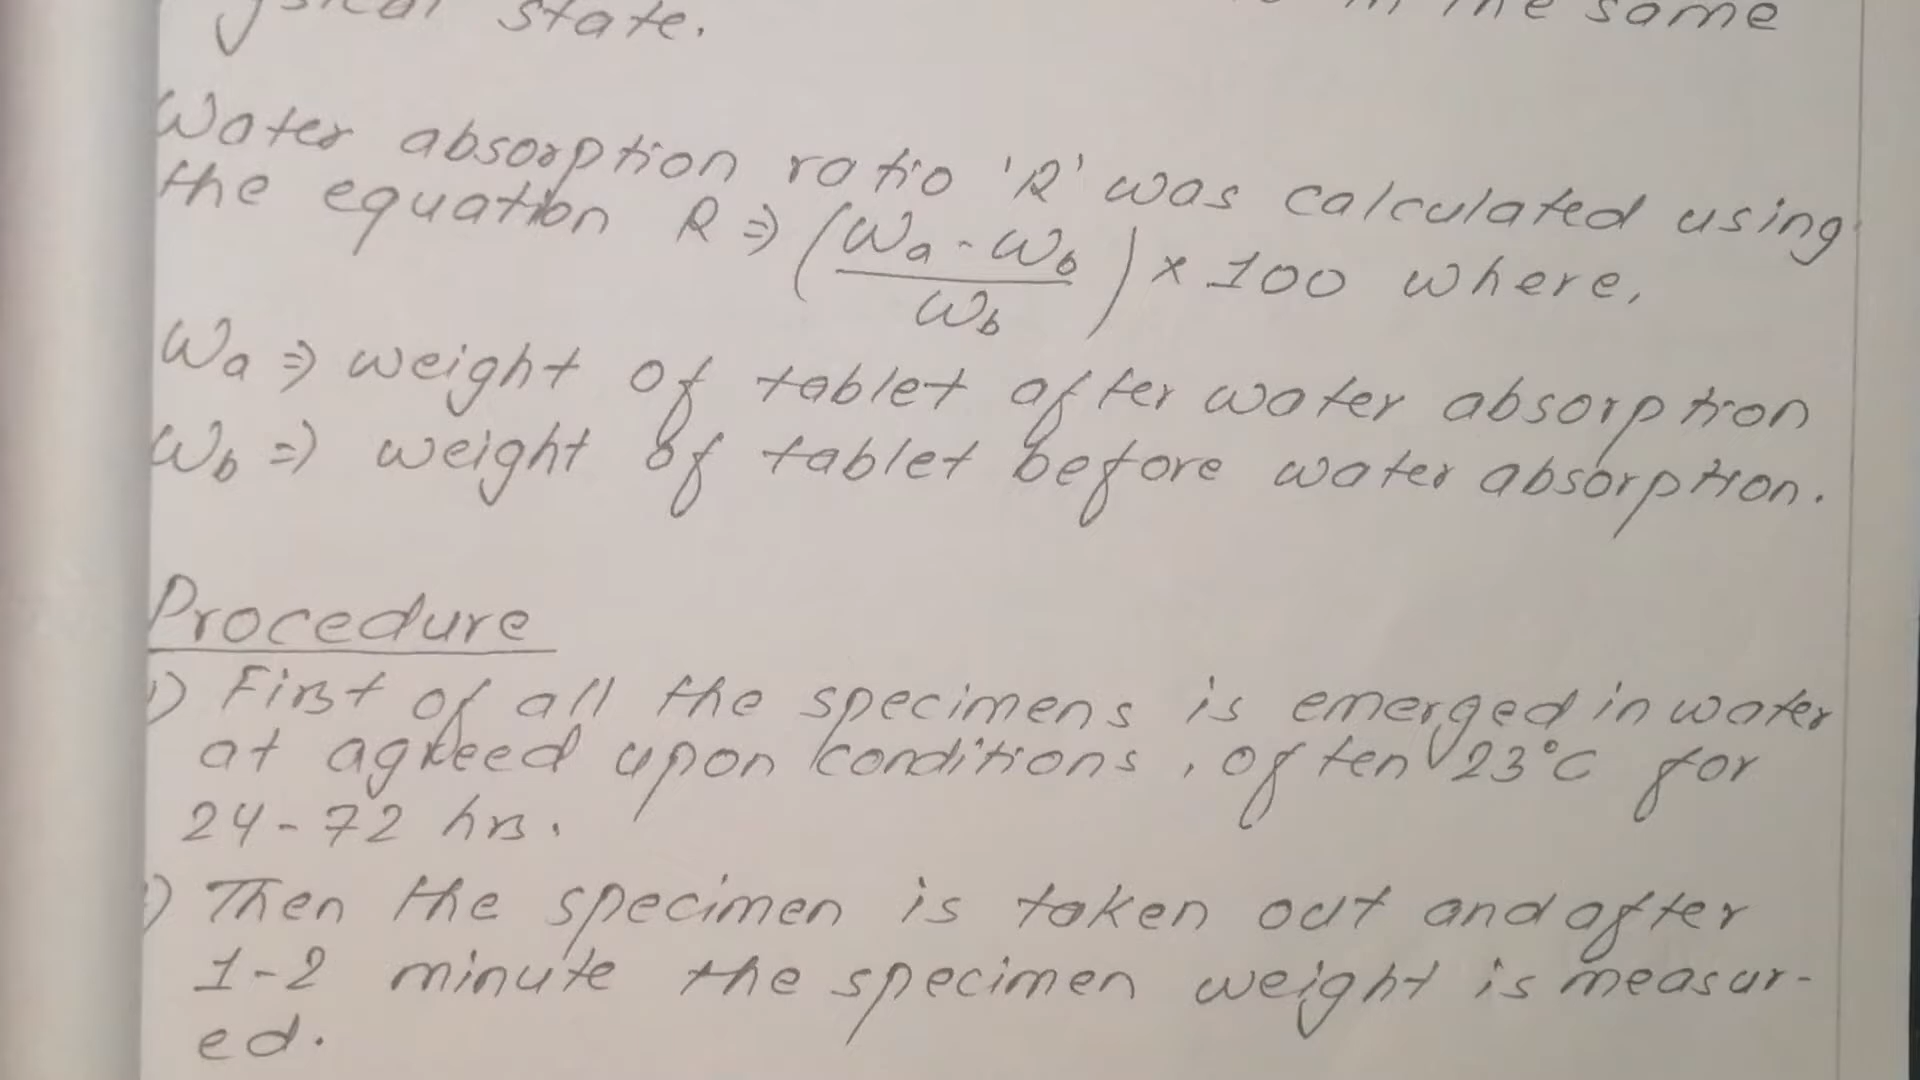 state. the same
Water absorption ratio 'R' was calculated using
the equation R ⇒ (Wa - Wb / Wb) × 100 where,
Wa ⇒ weight of tablet after water absorption
Wb ⇒ weight of tablet before water absorption.
Procedure
1) First of all the specimens is emerged in water
at agreed upon conditions, often 23°C for
24-72 hrs.
) Then the specimen is taken out and after
1-2 minute the specimen weight is measur-
ed.